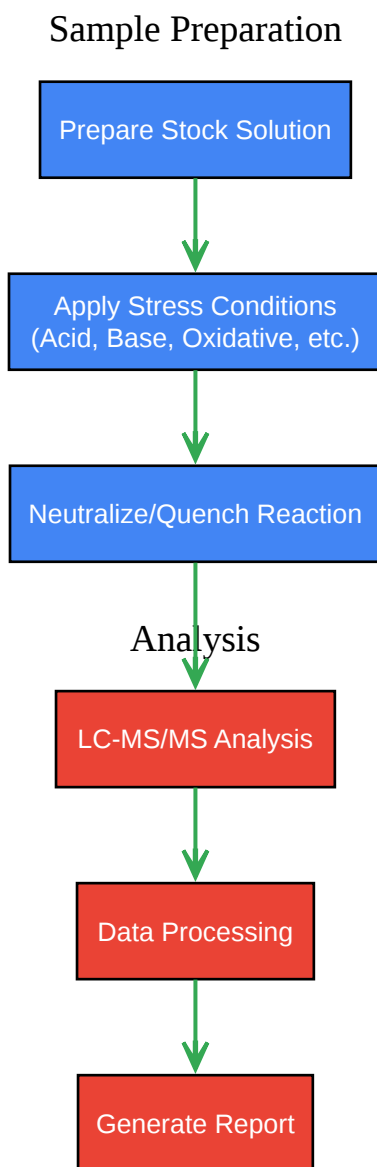 Sample Preparation
Prepare Stock Solution
Apply Stress Conditions
(Acid, Base, Oxidative, etc.)
Neutralize/Quench Reaction
Analysis
LC-MS/MS Analysis
Data Processing
Generate Report